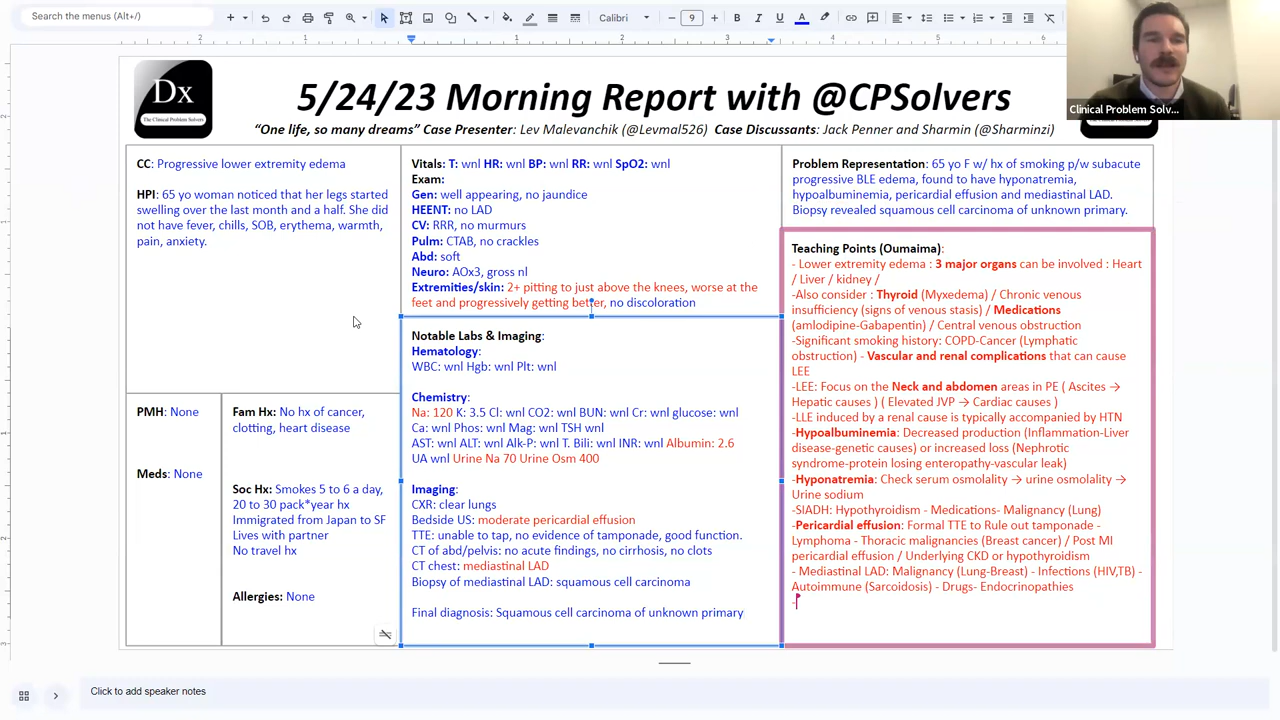 Search the menus (Alt+/)
Calibri
9
2
1
1
2
3
4
5
6
Clinical Problem Solv...
Dx
The Clinical Problem Solvers
5/24/23 Morning Report with @CPSolvers
“One life, so many dreams” Case Presenter: Lev Malevanchik (@Levmal526) Case Discussants: Jack Penner and Sharmin (@Sharminzi)
The Clinical Problem Solvers
CC: Progressive lower extremity edema
HPI: 65 yo woman noticed that her legs started
swelling over the last month and a half. She did
not have fever, chills, SOB, erythema, warmth,
pain, anxiety.
PMH: None
Meds: None
Fam Hx: No hx of cancer,
clotting, heart disease
Soc Hx: Smokes 5 to 6 a day,
20 to 30 pack*year hx
Immigrated from Japan to SF
Lives with partner
No travel hx
Allergies: None
Vitals: T: wnl HR: wnl BP: wnl RR: wnl SpO2: wnl
Exam:
Gen: well appearing, no jaundice
HEENT: no LAD
CV: RRR, no murmurs
Pulm: CTAB, no crackles
Abd: soft
Neuro: AOx3, gross nl
Extremities/skin: 2+ pitting to just above the knees, worse at the
feet and progressively getting better, no discoloration
Notable Labs & Imaging:
Hematology:
WBC: wnl Hgb: wnl Plt: wnl
Chemistry:
Na: 120 K: 3.5 Cl: wnl CO2: wnl BUN: wnl Cr: wnl glucose: wnl
Ca: wnl Phos: wnl Mag: wnl TSH wnl
AST: wnl ALT: wnl Alk-P: wnl T. Bili: wnl INR: wnl Albumin: 2.6
UA wnl Urine Na 70 Urine Osm 400
Imaging:
CXR: clear lungs
Bedside US: moderate pericardial effusion
TTE: unable to tap, no evidence of tamponade, good function.
CT of abd/pelvis: no acute findings, no cirrhosis, no clots
CT chest: mediastinal LAD
Biopsy of mediastinal LAD: squamous cell carcinoma
Final diagnosis: Squamous cell carcinoma of unknown primary
Problem Representation: 65 yo F w/ hx of smoking p/w subacute
progressive BLE edema, found to have hyponatremia,
hypoalbuminemia, pericardial effusion and mediastinal LAD.
Biopsy revealed squamous cell carcinoma of unknown primary.
Teaching Points (Oumaima):
- Lower extremity edema : 3 major organs can be involved : Heart
/ Liver / kidney /
-Also consider : Thyroid (Myxedema) / Chronic venous
insufficiency (signs of venous stasis) / Medications
(amlodipine-Gabapentin) / Central venous obstruction
-Significant smoking history: COPD-Cancer (Lymphatic
obstruction) - Vascular and renal complications that can cause
LEE
-LEE: Focus on the Neck and abdomen areas in PE ( Ascites →
Hepatic causes ) ( Elevated JVP → Cardiac causes )
-LLE induced by a renal cause is typically accompanied by HTN
-Hypoalbuminemia: Decreased production (Inflammation-Liver
disease-genetic causes) or increased loss (Nephrotic
syndrome-protein losing enteropathy-vascular leak)
-Hyponatremia: Check serum osmolality → urine osmolality →
Urine sodium
-SIADH: Hypothyroidism - Medications- Malignancy (Lung)
-Pericardial effusion: Formal TTE to Rule out tamponade -
Lymphoma - Thoracic malignancies (Breast cancer) / Post MI
pericardial effusion / Underlying CKD or hypothyroidism
- Mediastinal LAD: Malignancy (Lung-Breast) - Infections (HIV,TB) -
Autoimmune (Sarcoidosis) - Drugs- Endocrinopathies
-
Click to add speaker notes